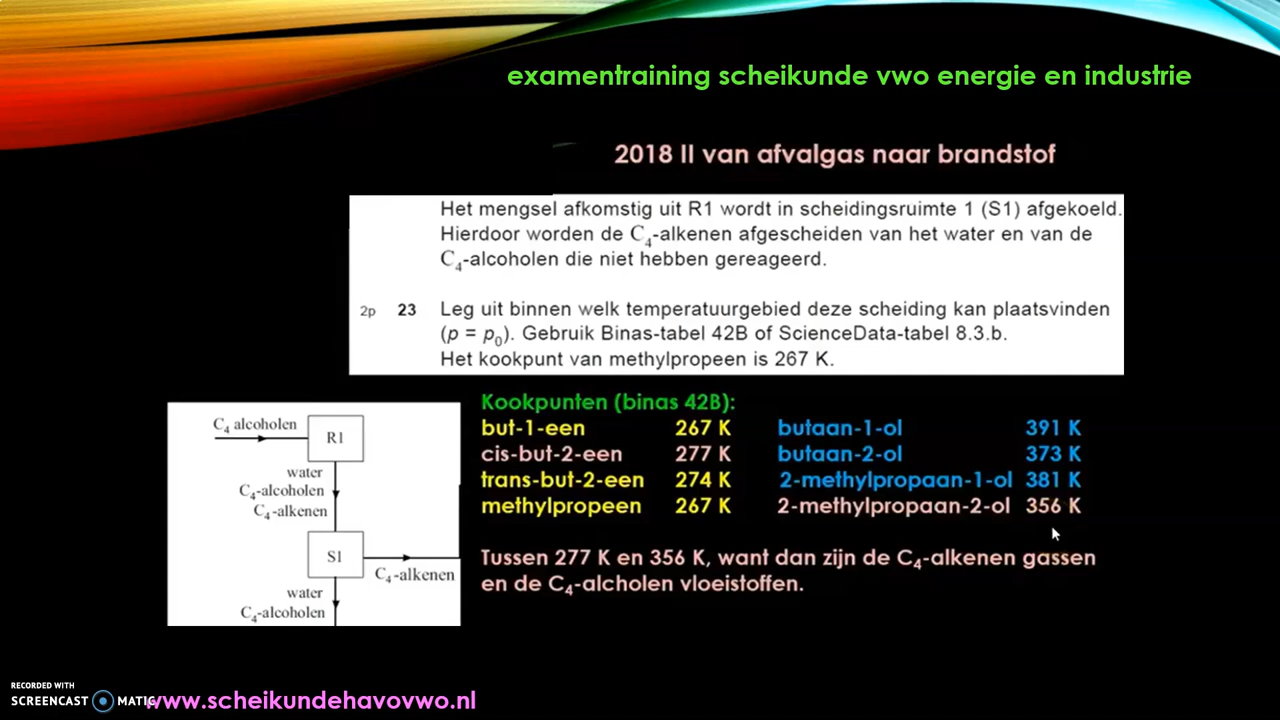 examentraining scheikunde vwo energie en industrie
2018 II van afvalgas naar brandstof
Het mengsel afkomstig uit R1 wordt in scheidingsruimte 1 (S1) afgekoeld.
Hierdoor worden de C₄-alkenen afgescheiden van het water en van de
C₄-alcoholen die niet hebben gereageerd.
2p 23 Leg uit binnen welk temperatuurgebied deze scheiding kan plaatsvinden
(p = p₀). Gebruik Binas-tabel 42B of ScienceData-tabel 8.3.b.
Het kookpunt van methylpropeen is 267 K.
C₄ alcoholen
R1
water
C₄-alcoholen
C₄-alkenen
S1
C₄-alkenen
water
C₄-alcoholen
Kookpunten (binas 42B):
but-1-een 267 K butaan-1-ol 391 K
cis-but-2-een 277 K butaan-2-ol 373 K
trans-but-2-een 274 K 2-methylpropaan-1-ol 381 K
methylpropeen 267 K 2-methylpropaan-2-ol 356 K
Tussen 277 K en 356 K, want dan zijn de C₄-alkenen gassen
en de C₄-alcholen vloeistoffen.
RECORDED WITH
SCREENCAST MATIC
www.scheikundehavovwo.nl